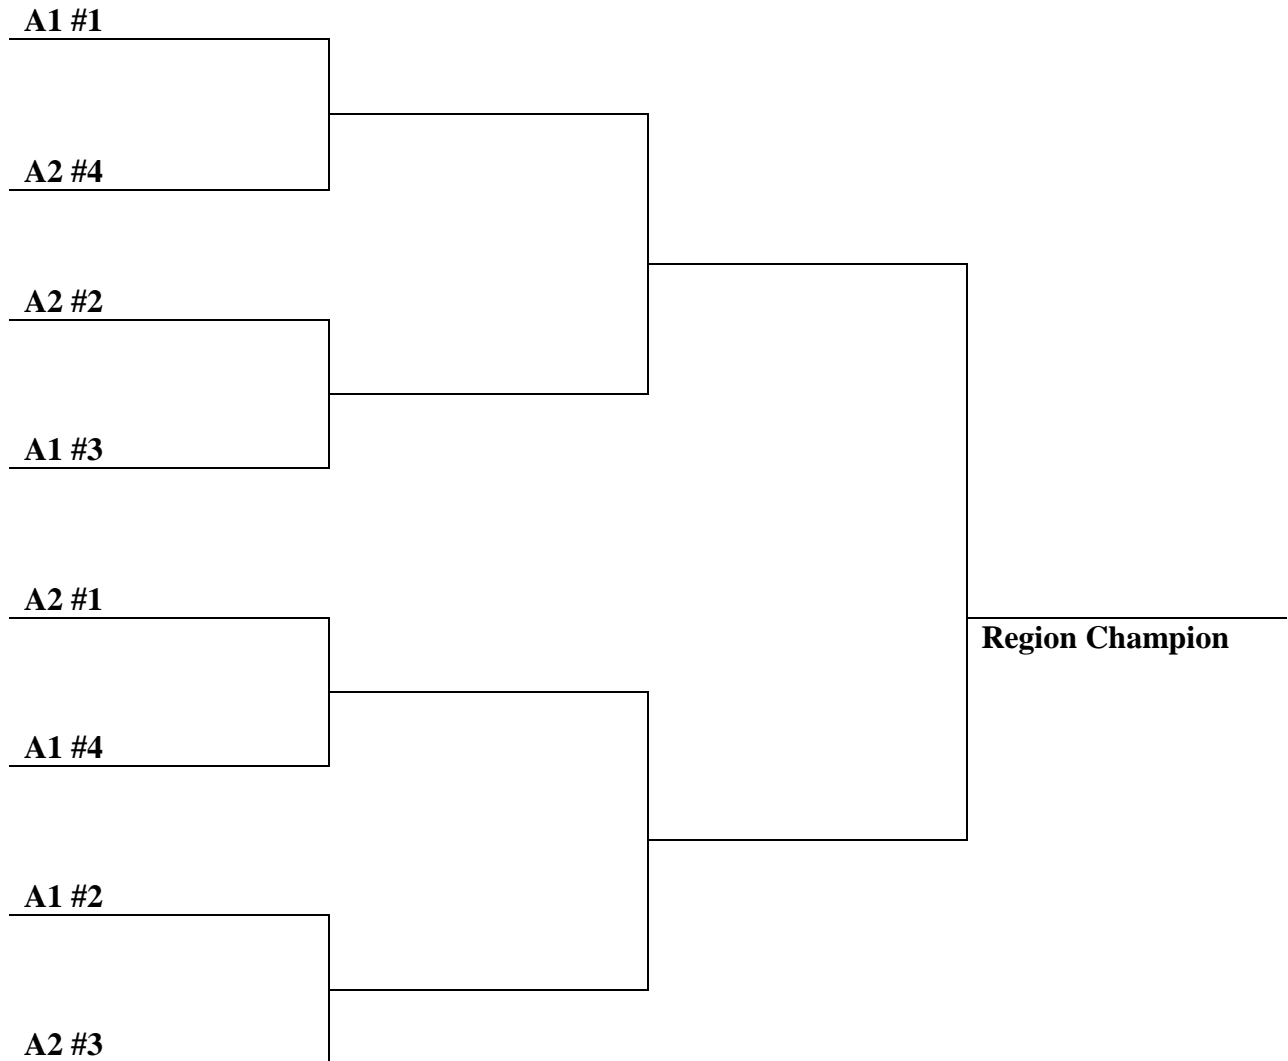 A1 #1
A2 #4
A2 #2
A1 #3
A2 #1
Region Champion
A1 #4
A1 #2
A2 #3